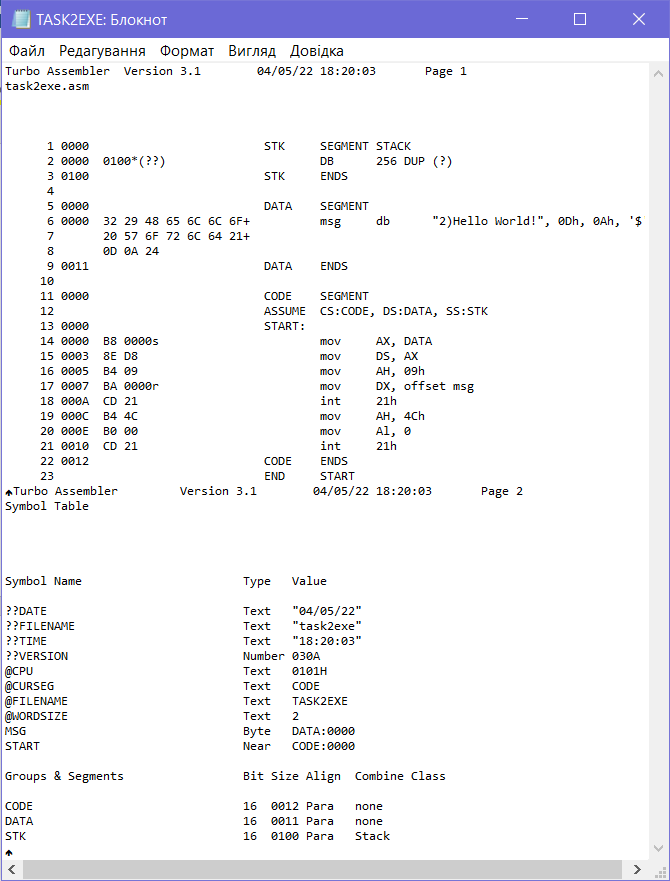 TASK2EXE: Блокнот
Файл Редагування Формат Вигляд Довідка
Turbo Assembler  Version 3.1        04/05/22 18:20:03       Page 1
task2exe.asm
      1 0000                         STK     SEGMENT STACK
      2 0000  0100*(??)                      DB      256 DUP (?)
      3 0100                         STK     ENDS
      4
      5 0000                         DATA    SEGMENT
      6 0000  32 29 48 65 6C 6C 6F+          msg     db      "2)Hello World!", 0Dh, 0Ah, '$
      7       20 57 6F 72 6C 64 21+
      8       0D 0A 24
      9 0011                         DATA    ENDS
     10
     11 0000                         CODE    SEGMENT
     12                              ASSUME  CS:CODE, DS:DATA, SS:STK
     13 0000                         START:
     14 0000  B8 0000s                       mov     AX, DATA
     15 0003  8E D8                          mov     DS, AX
     16 0005  B4 09                          mov     AH, 09h
     17 0007  BA 0000r                       mov     DX, offset msg
     18 000A  CD 21                          int     21h
     19 000C  B4 4C                          mov     AH, 4Ch
     20 000E  B0 00                          mov     Al, 0
     21 0010  CD 21                          int     21h
     22 0012                         CODE    ENDS
     23                              END     START
Turbo Assembler         Version 3.1        04/05/22 18:20:03       Page 2
Symbol Table
Symbol Name                       Type   Value
??DATE                            Text   "04/05/22"
??FILENAME                        Text   "task2exe"
??TIME                            Text   "18:20:03"
??VERSION                         Number 030A
@CPU                              Text   0101H
@CURSEG                           Text   CODE
@FILENAME                         Text   TASK2EXE
@WORDSIZE                         Text   2
MSG                               Byte   DATA:0000
START                             Near   CODE:0000
Groups & Segments                 Bit Size Align  Combine Class
CODE                              16  0012 Para   none
DATA                              16  0011 Para   none
STK                               16  0100 Para   Stack